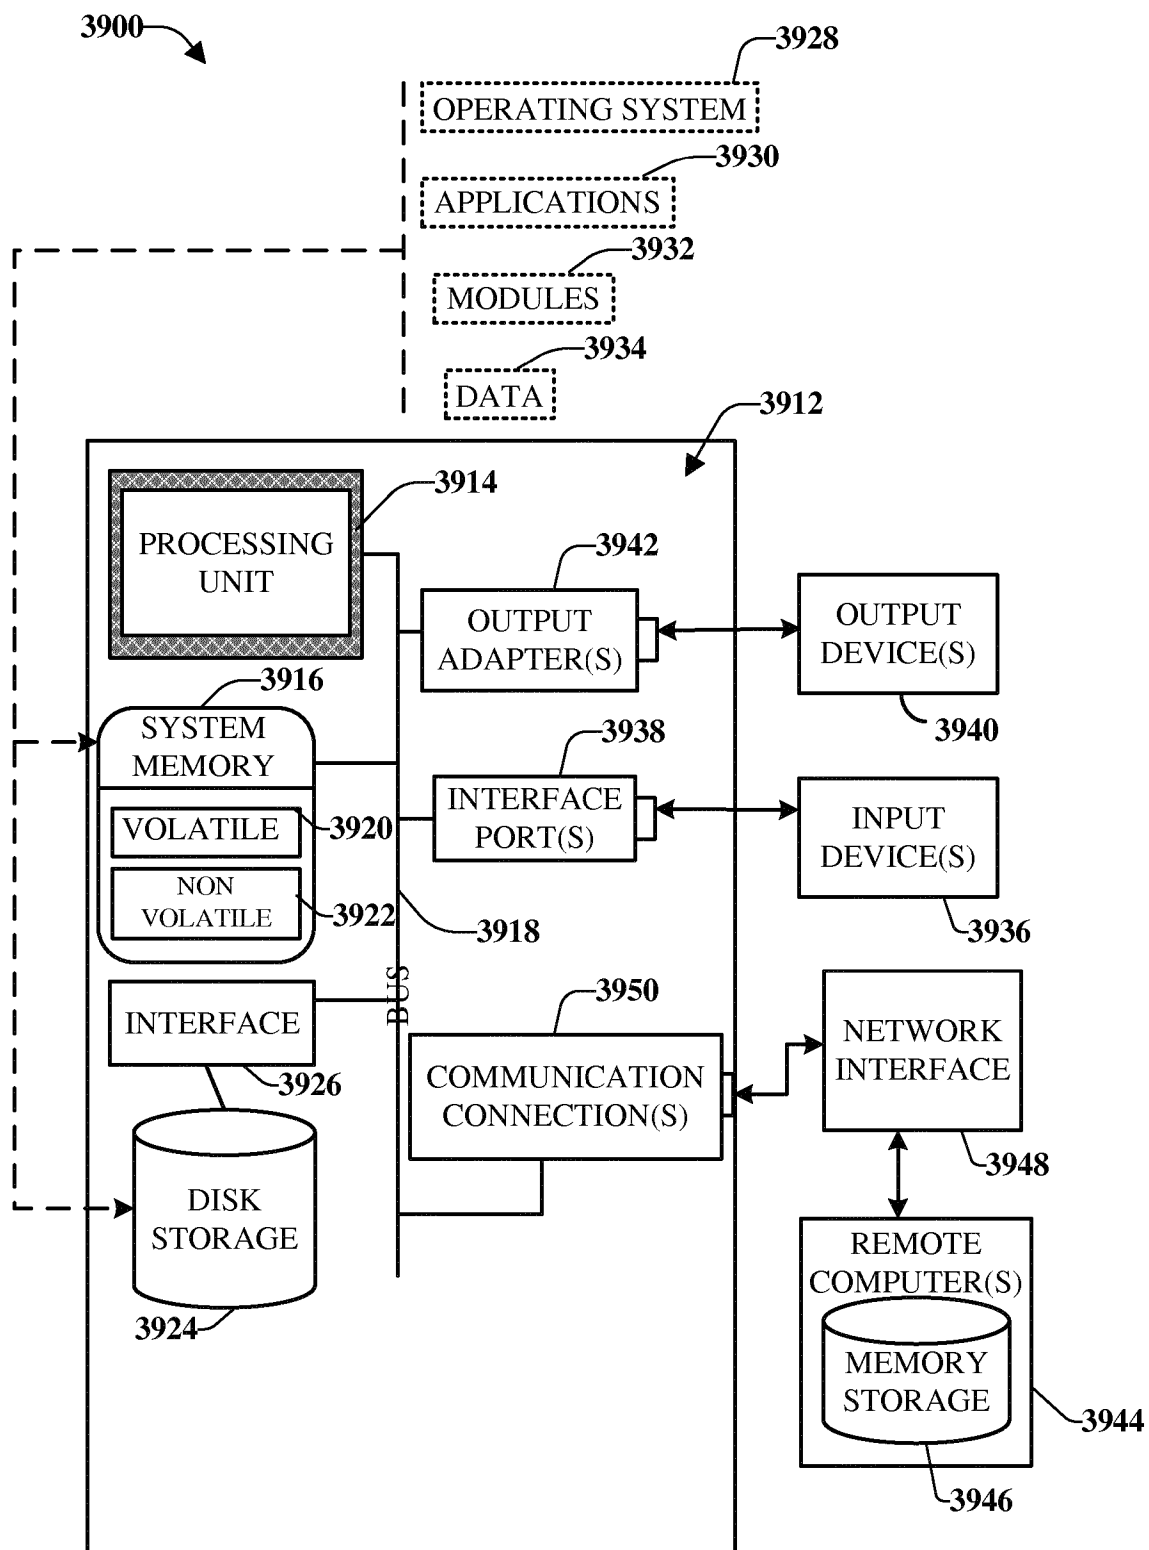 3900
3928
OPERATING SYSTEM
3930
APPLICATIONS
3932
MODULES
3934
DATA
3912
3914
PROCESSING
UNIT
3942
OUTPUT
ADAPTER(S)
OUTPUT
DEVICE(S)
3940
3916
SYSTEM
MEMORY
3938
INTERFACE
PORT(S)
INPUT
DEVICE(S)
3936
VOLATILE
3920
NON
VOLATILE
3922
3918
BUS
INTERFACE
3926
3950
COMMUNICATION
CONNECTION(S)
NETWORK
INTERFACE
3948
DISK
STORAGE
3924
REMOTE
COMPUTER(S)
MEMORY
STORAGE
3944
3946